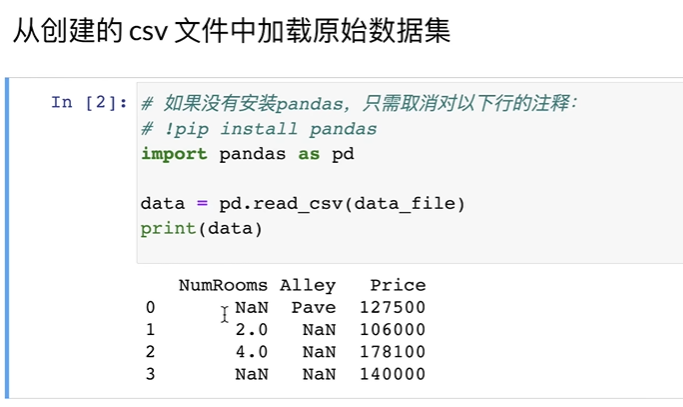 从创建的 csv 文件中加载原始数据集
In [2]: # 如果没有安装pandas，只需取消对以下行的注释：
# !pip install pandas
import pandas as pd
data = pd.read_csv(data_file)
print(data)
NumRooms Alley Price
0 NaN Pave 127500
1 2.0 NaN 106000
2 4.0 NaN 178100
3 NaN NaN 140000